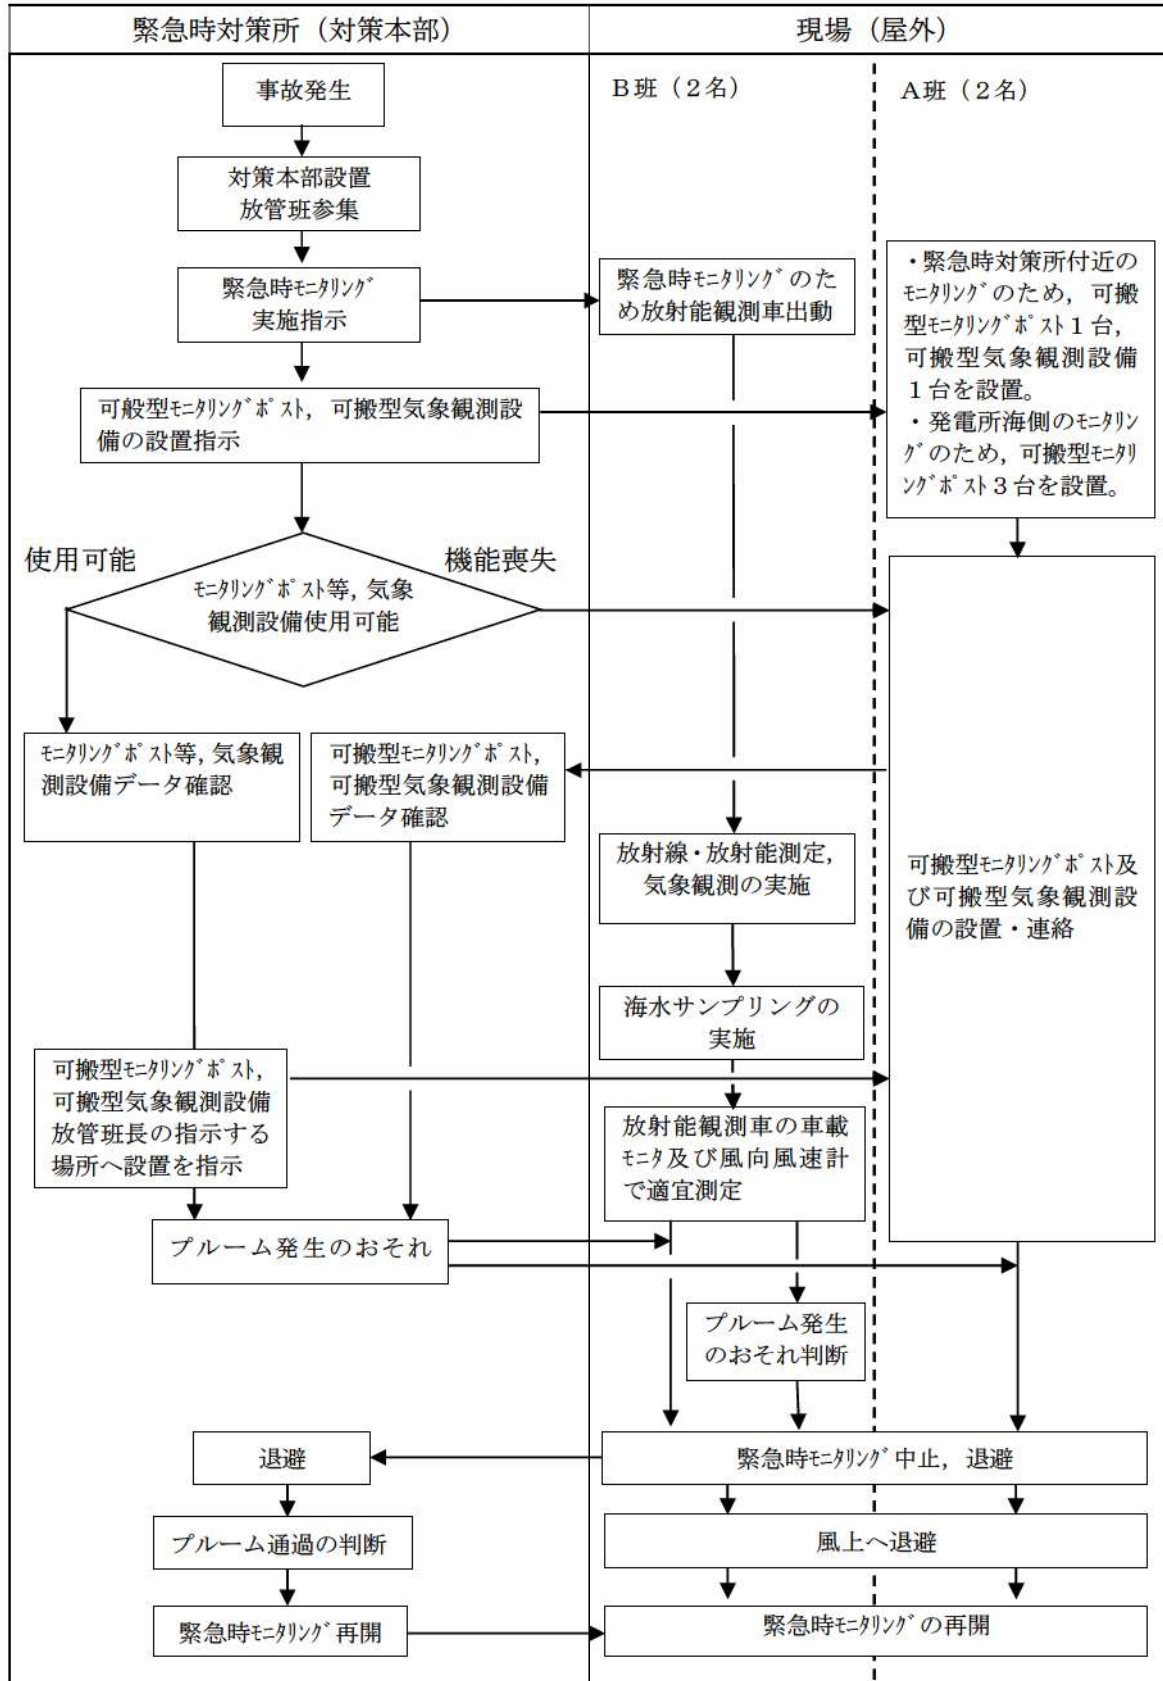 緊急時対策所（対策本部）
現場（屋外）
事故発生
B班（２名）
A班（２名）
対策本部設置
放管班参集
緊急時ﾓﾆﾀﾘﾝｸﾞ
実施指示
緊急時ﾓﾆﾀﾘﾝｸﾞのた
め放射能観測車出動
・緊急時対策所付近の
ﾓﾆﾀﾘﾝｸﾞのため，可搬
型ﾓﾆﾀﾘﾝｸﾞﾎﾟｽﾄ１台，
可搬型気象観測設備
１台を設置。
・発電所海側のﾓﾆﾀﾘﾝ
ｸﾞのため，可搬型ﾓﾆﾀﾘ
ﾝｸﾞﾎﾟｽﾄ３台を設置。
可般型ﾓﾆﾀﾘﾝｸﾞﾎﾟｽﾄ，可搬型気象観測設
備の設置指示
使用可能
機能喪失
ﾓﾆﾀﾘﾝｸﾞﾎﾟｽﾄ等，気象
観測設備使用可能
ﾓﾆﾀﾘﾝｸﾞﾎﾟｽﾄ等，気象観
測設備データ確認
可搬型ﾓﾆﾀﾘﾝｸﾞﾎﾟｽﾄ，
可搬型気象観測設備
データ確認
放射線・放射能測定，
気象観測の実施
可搬型ﾓﾆﾀﾘﾝｸﾞﾎﾟｽﾄ及
び可搬型気象観測設
備の設置・連絡
海水サンプリングの
実施
可搬型ﾓﾆﾀﾘﾝｸﾞﾎﾟｽﾄ，
可搬型気象観測設備
放管班長の指示する
場所へ設置を指示
放射能観測車の車載
ﾓﾆﾀ及び風向風速計
で適宜測定
プルーム発生のおそれ
プルーム発生
のおそれ判断
退避
緊急時ﾓﾆﾀﾘﾝｸﾞ中止，退避
プルーム通過の判断
風上へ退避
緊急時ﾓﾆﾀﾘﾝｸﾞ再開
緊急時ﾓﾆﾀﾘﾝｸﾞの再開